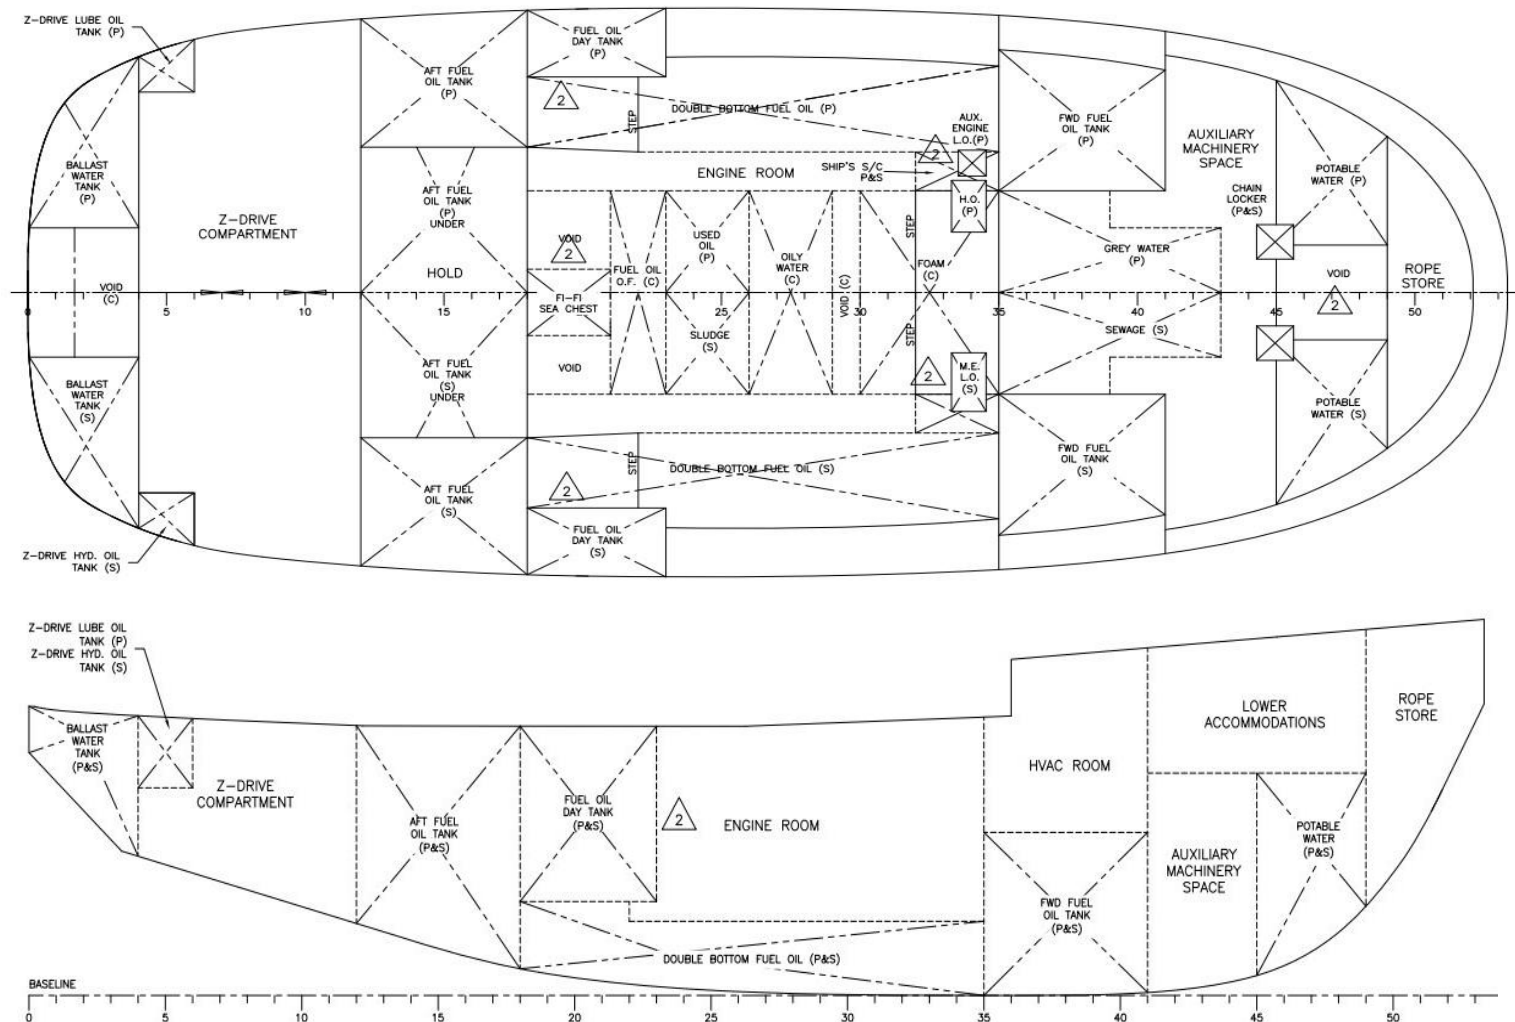 Z-DRIVE LUBE OIL
TANK (P)
FUEL OIL
DAY TANK
(P)
AFT FUEL
OIL TANK
(P)
2
DOUBLE BOTTOM FUEL OIL (P)
STEP
AUX.
ENGINE
L.O.(P)
2
FWD FUEL
OIL TANK
(P)
AUXILIARY
MACHINERY
SPACE
BALLAST
WATER
TANK
(P)
ENGINE ROOM
SHIP'S S/C
P&S
POTABLE
WATER (P)
CHAIN
LOCKER
(P&S)
AFT FUEL
OIL TANK
(P)
UNDER
H.O.
(P)
Z-DRIVE
COMPARTMENT
STEP
VOID
2
USED
OIL
(P)
OILY
WATER
(C)
GREY WATER
(P)
HOLD
FUEL OIL
O.F. (C)
FOAM
(C)
VOID
2
ROPE
STORE
VOID
(C)
FI-FI
SEA CHEST
VOID (C)
0
5
10
15
25
30
35
40
45
50
SLUDGE
(S)
STEP
SEWAGE (S)
AFT FUEL
OIL TANK
(S)
UNDER
VOID
2
M.E.
L.O.
(S)
BALLAST
WATER
TANK
(S)
POTABLE
WATER (S)
STEP
DOUBLE BOTTOM FUEL OIL (S)
FWD FUEL
OIL TANK
(S)
2
AFT FUEL
OIL TANK
(S)
FUEL OIL
DAY TANK
(S)
Z-DRIVE HYD. OIL
TANK (S)
Z-DRIVE LUBE OIL
TANK (P)
Z-DRIVE HYD. OIL
TANK (S)
BALLAST
WATER
TANK
(P&S)
Z-DRIVE
COMPARTMENT
AFT FUEL
OIL TANK
(P&S)
FUEL OIL
DAY TANK
(P&S)
2
ENGINE ROOM
HVAC ROOM
LOWER
ACCOMMODATIONS
ROPE
STORE
AUXILIARY
MACHINERY
SPACE
POTABLE
WATER
(P&S)
FWD FUEL
OIL TANK
(P&S)
DOUBLE BOTTOM FUEL OIL (P&S)
BASELINE
0
5
10
15
20
25
30
35
40
45
50